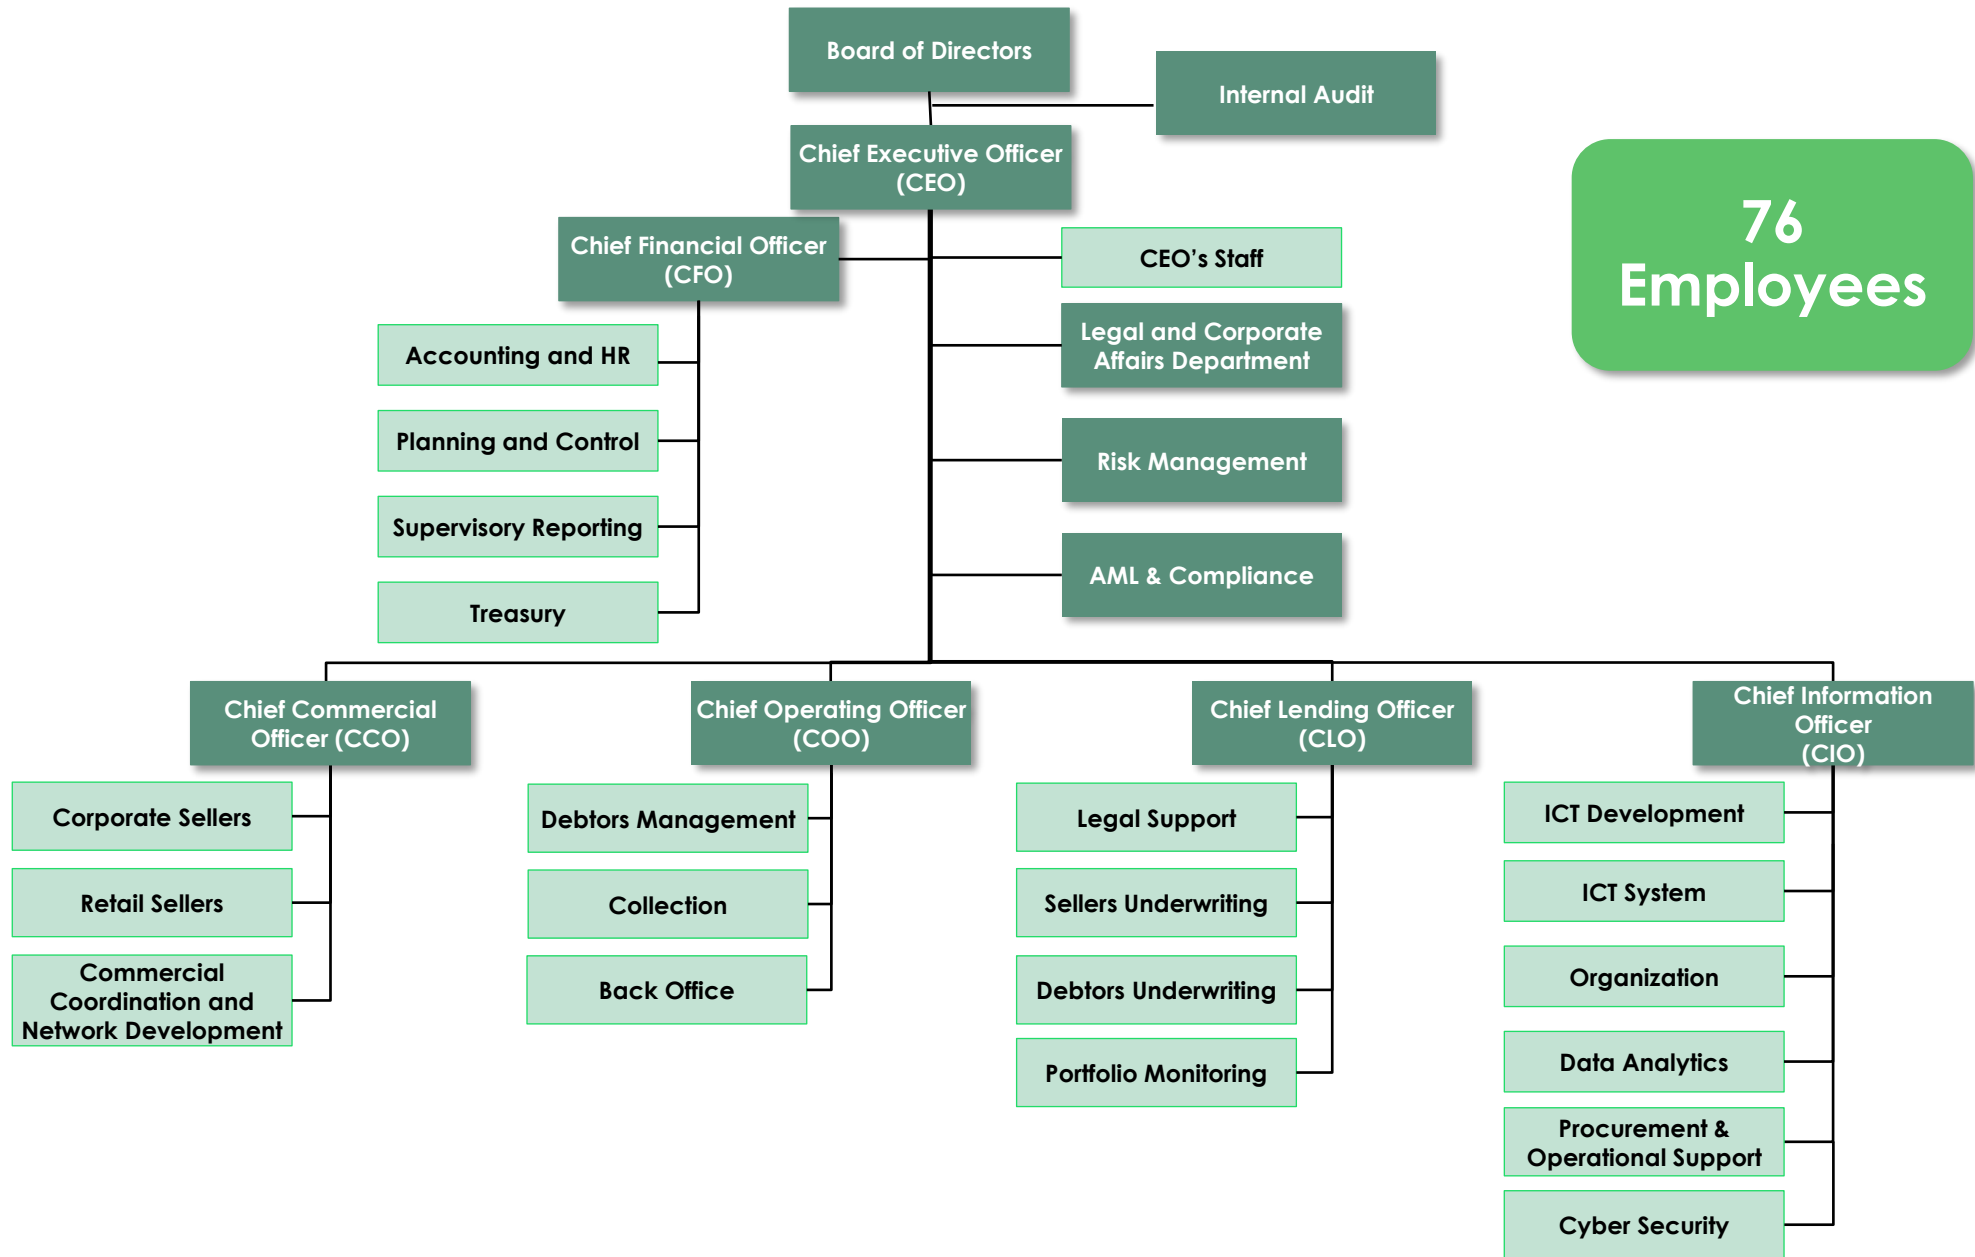 Board of Directors
Internal Audit
Chief Executive Officer
(CEO)
76
Employees
Chief Financial Officer
(CFO)
CEO’s Staff
Accounting and HR
Legal and Corporate
Affairs Department
Planning and Control
Risk Management
Supervisory Reporting
AML & Compliance
Treasury
Chief Commercial
Officer (CCO)
Chief Operating Officer
(COO)
Chief Lending Officer
(CLO)
Chief Information
Officer
(CIO)
Corporate Sellers
Retail Sellers
Commercial
Coordination and
Network Development
Debtors Management
Collection
Back Office
Legal Support
Sellers Underwriting
Debtors Underwriting
Portfolio Monitoring
ICT Development
ICT System
Organization
Data Analytics
Procurement &
Operational Support
Cyber Security